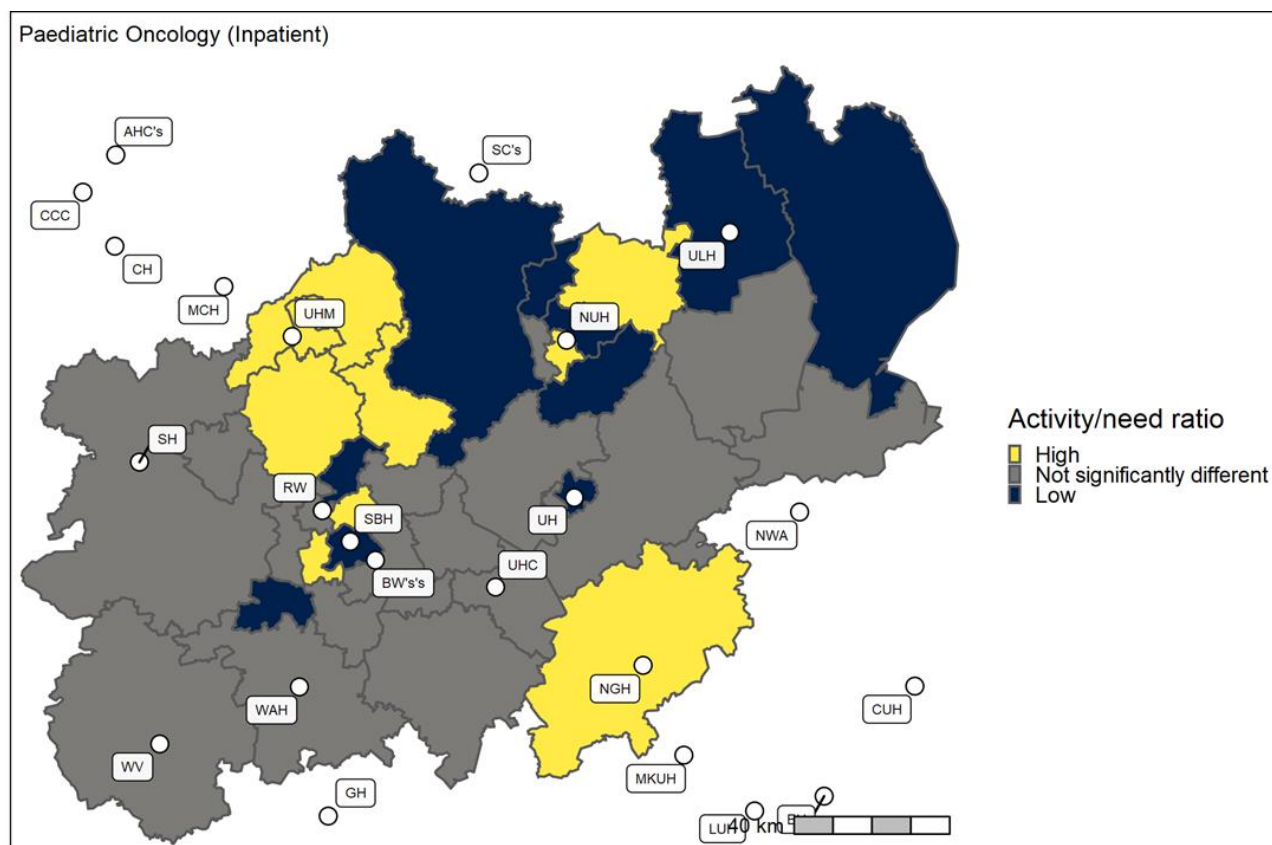 Paediatric Oncology (Inpatient)
AHC's
SC's
CCC
ULH
CH
MCH
UHM
NUH
SH
Activity/need ratio
High
Not significantly different
Low
RW
SBH
UH
NWA
UHC
BW's's
NGH
WAH
CUH
WV
MKUH
GH
40 km